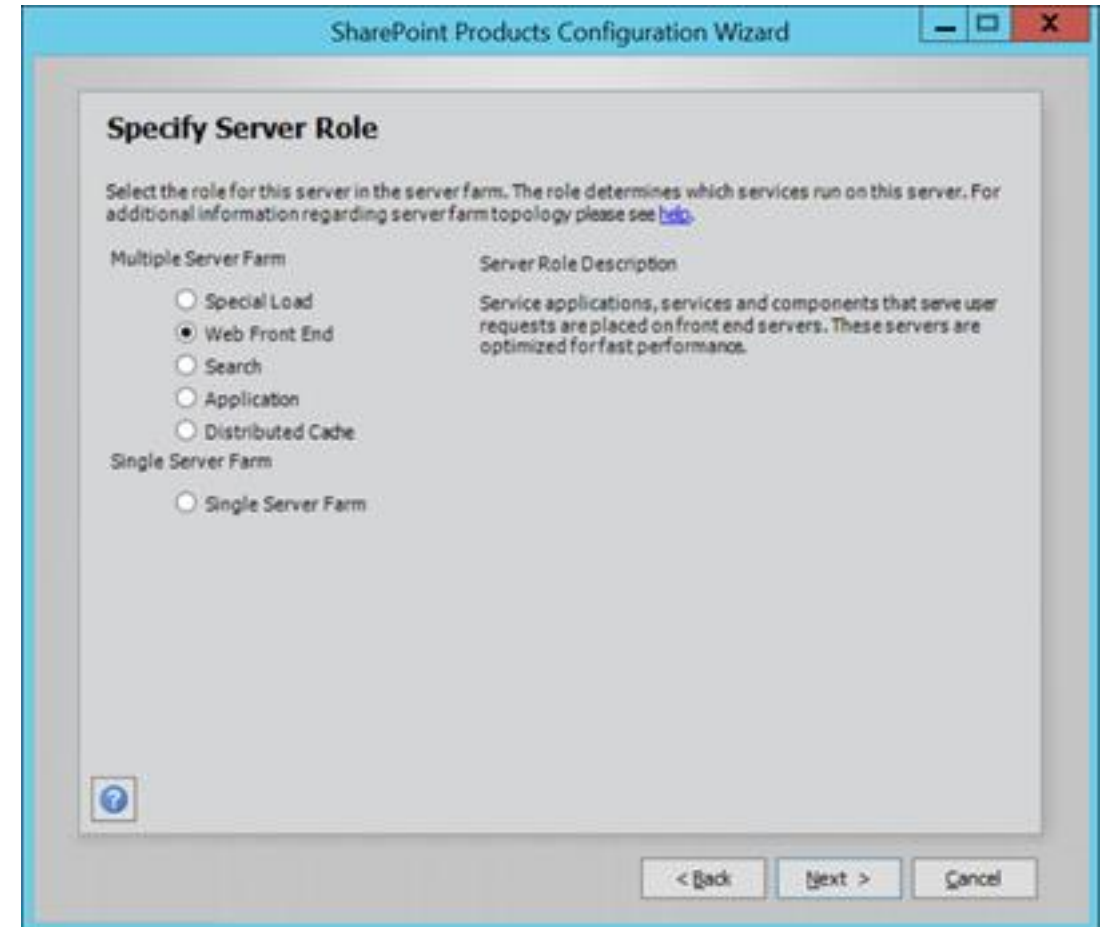 SharePoint Products Configuration Wizard
Specify Server Role
Select the role for this server in the server farm. The role determines which services run on this server. For
additional information regarding server farm topology please see help.
Multiple Server Farm
Special Load
Web Front End
Search
Application
Distributed Cache
Single Server Farm
Single Server Farm
Server Role Description
Service applications, services and components that serve user
requests are placed on front end servers. These servers are
optimized for fast performance.
< Back
Next >
Cancel